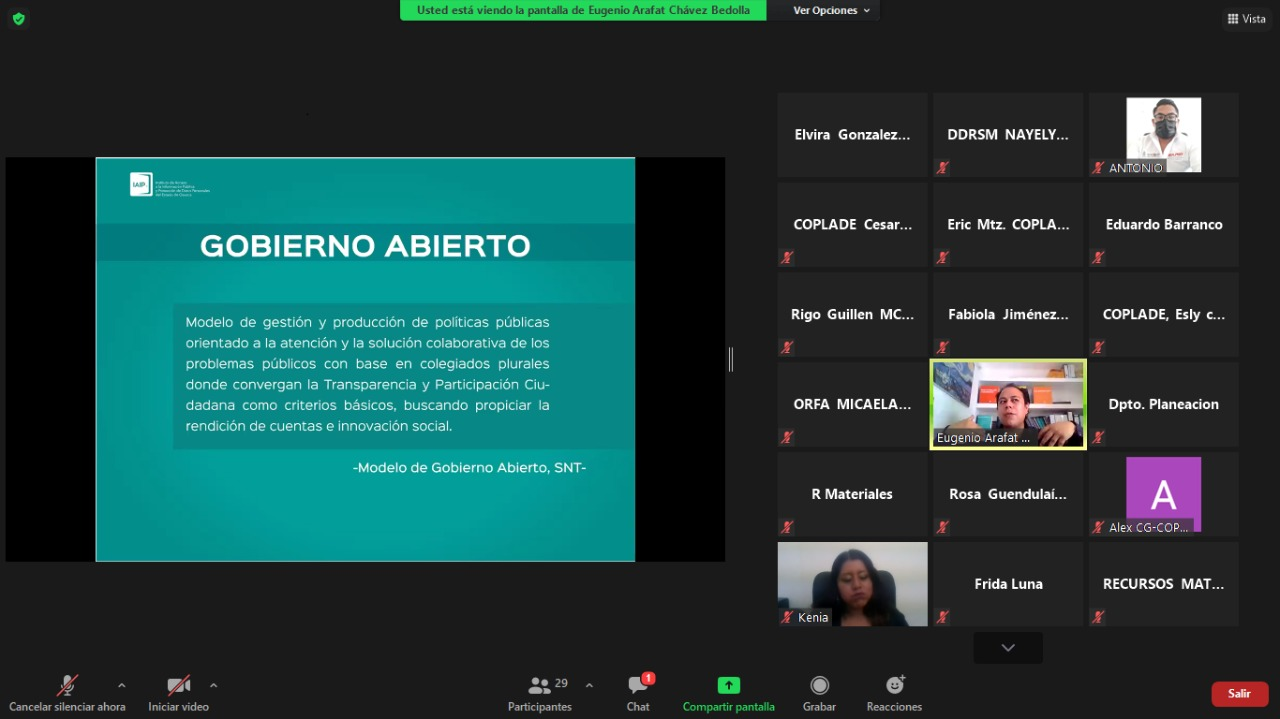 Usted está viendo la pantalla de Eugenio Arafat Chávez Bedolla
Ver Opciones
Vista
IAIP
GOBIERNO ABIERTO
Modelo de gestión y producción de políticas públicas
orientado a la atención y la solución colaborativa de los
problemas públicos con base en colegiados plurales
donde convergan la Transparencia y Participación Ciu-
dadana como criterios básicos, buscando propiciar la
rendición de cuentas e innovación social.
-Modelo de Gobierno Abierto, SNT-
Elvira Gonzalez...
DDRSM NAYELY...
ANTONIO
COPLADE Cesar...
Eric Mtz. COPLA...
Eduardo Barranco
Rigo Guillen MC...
Fabiola Jiménez...
COPLADE, Esly c...
ORFA MICAELA...
Eugenio Arafat ...
Dpto. Planeacion
R Materiales
Rosa Guendulaí...
A
Alex CG-COP...
Kenia
Frida Luna
RECURSOS MAT...
Cancelar silenciar ahora
Iniciar video
29
Participantes
1
Chat
Compartir pantalla
Grabar
Reacciones
Salir